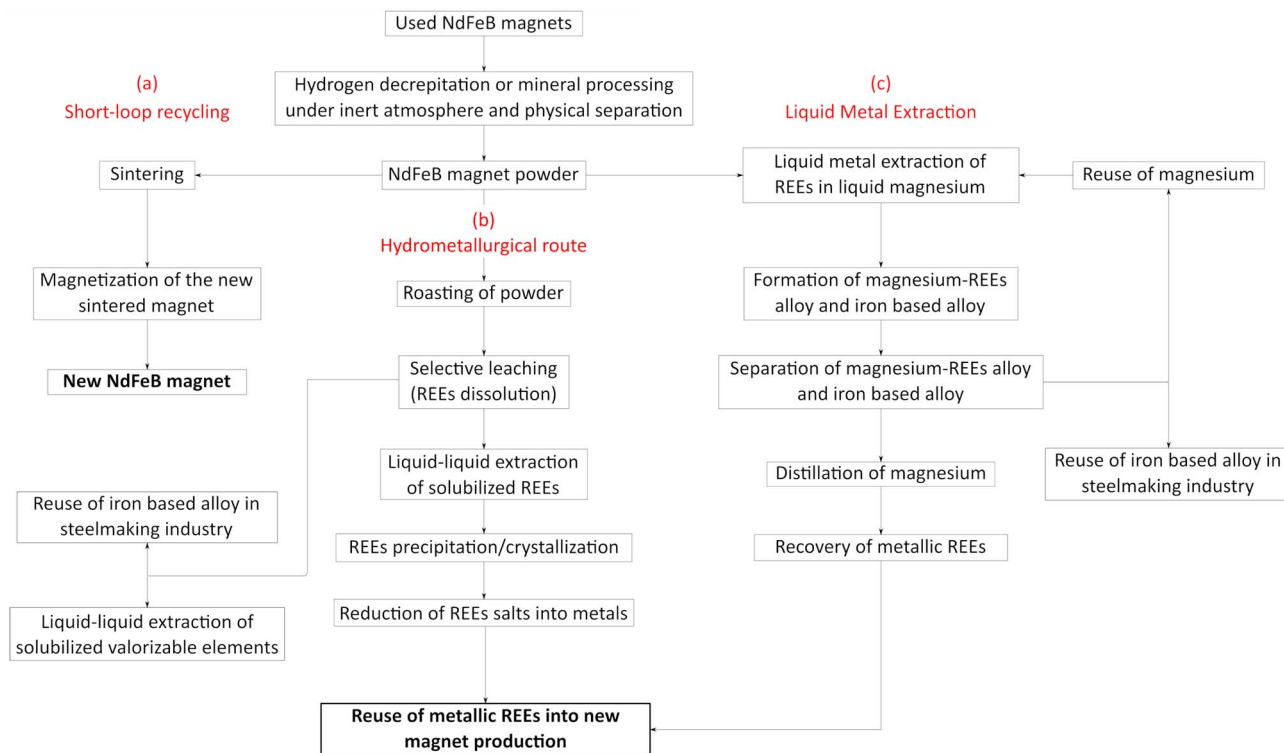 Used NdFeB magnets
Hydrogen decrepitation or mineral processing
under inert atmosphere and physical separation
NdFeB magnet powder
(a)
Short-loop recycling
Sintering
Magnetization of the new
sintered magnet
New NdFeB magnet
(b)
Hydrometallurgical route
Roasting of powder
Selective leaching
(REEs dissolution)
Liquid-liquid extraction
of solubilized REEs
REEs precipitation/crystallization
Reduction of REEs salts into metals
Reuse of iron based alloy in
steelmaking industry
Liquid-liquid extraction of
solubilized valorizable elements
(c)
Liquid Metal Extraction
Liquid metal extraction of
REEs in liquid magnesium
Reuse of magnesium
Formation of magnesium-REEs
alloy and iron based alloy
Separation of magnesium-REEs alloy
and iron based alloy
Reuse of iron based alloy in
steelmaking industry
Distillation of magnesium
Recovery of metallic REEs
Reuse of metallic REEs into new
magnet production